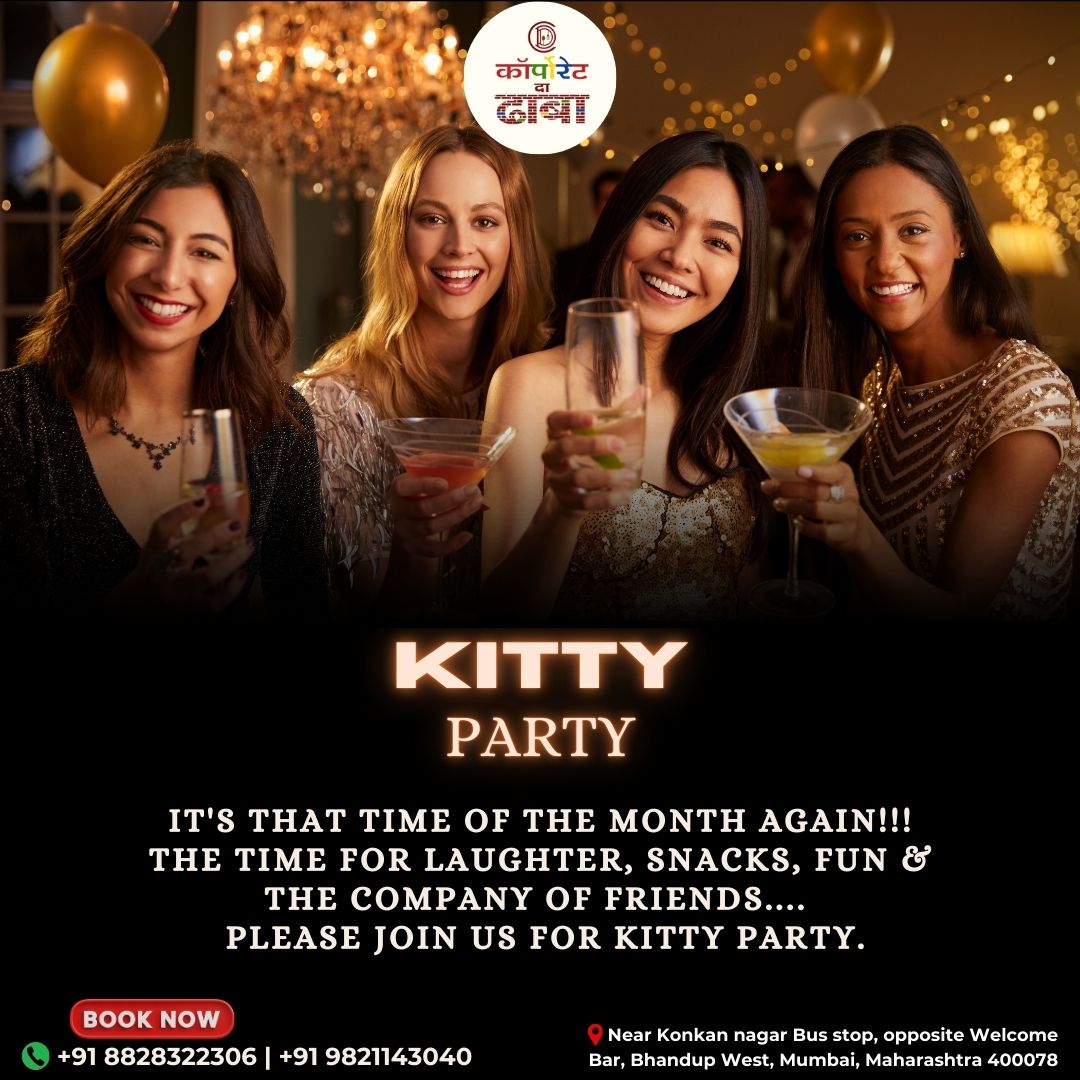 कॉर्पोरेट
दा
ढाबा
KITTY
PARTY
IT'S THAT TIME OF THE MONTH AGAIN!!!
THE TIME FOR LAUGHTER, SNACKS, FUN &
THE COMPANY OF FRIENDS....
PLEASE JOIN US FOR KITTY PARTY.
BOOK NOW
+91 8828322306 | +91 9821143040
Near Konkan nagar Bus stop, opposite Welcome
Bar, Bhandup West, Mumbai, Maharashtra 400078